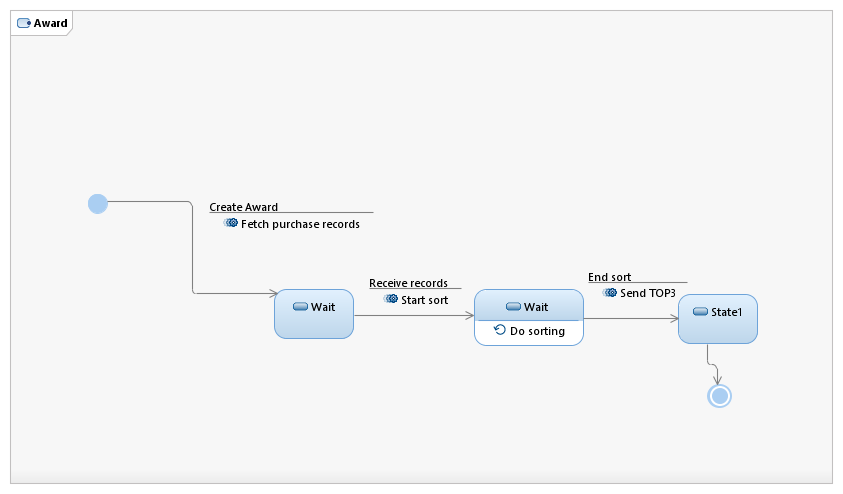 Award
Create Award
Fetch purchase records
Receive records
Start sort
End sort
Send TOP3
Wait
Wait
Do sorting
State1